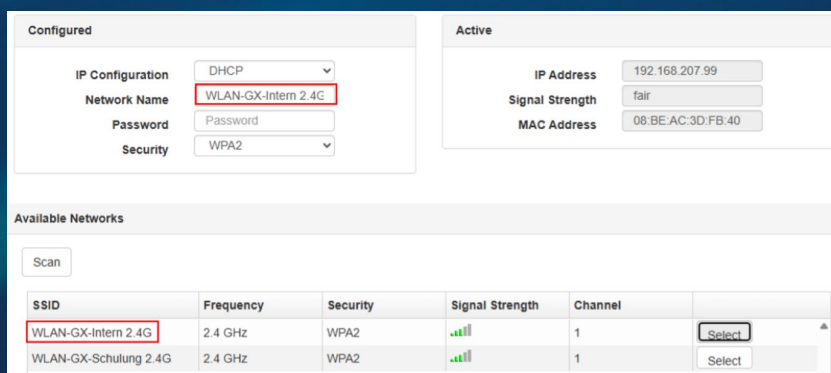 Configured
IP Configuration DHCP
Network Name WLAN-GX-Intern 2.4G
Password Password
Security WPA2
Active
IP Address 192.168.207.99
Signal Strength fair
MAC Address 08:BE:AC:3D:FB:40
Available Networks
Scan
SSID Frequency Security Signal Strength Channel
WLAN-GX-Intern 2.4G 2.4 GHz WPA2 1 Select
WLAN-GX-Schulung 2.4G 2.4 GHz WPA2 1 Select